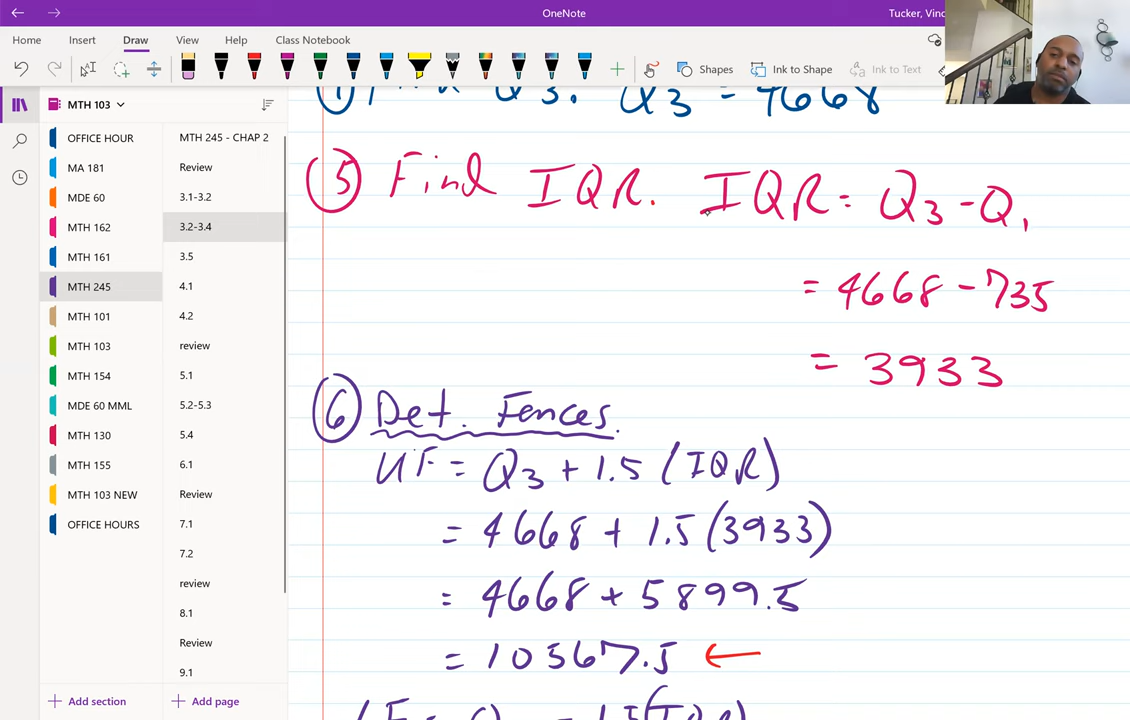 OneNote
Tucker, Vinc
Home Insert Draw View Help Class Notebook
Shapes Ink to Shape Ink to Text
MTH 103
OFFICE HOUR
MA 181
MDE 60
MTH 162
MTH 161
MTH 245
MTH 101
MTH 103
MTH 154
MDE 60 MML
MTH 130
MTH 155
MTH 103 NEW
OFFICE HOURS
Add section
MTH 245 - CHAP 2
Review
3.1-3.2
3.2-3.4
3.5
4.1
4.2
review
5.1
5.2-5.3
5.4
6.1
Review
7.1
7.2
review
8.1
Review
9.1
Add page
Q3. Q3 = 4668
(5) Find IQR. IQR = Q3 - Q1
= 4668 - 735
= 3933
(6) Det. Fences.
UF = Q3 + 1.5 (IQR)
= 4668 + 1.5 (3933)
= 4668 + 5899.5
= 10567.5 ←